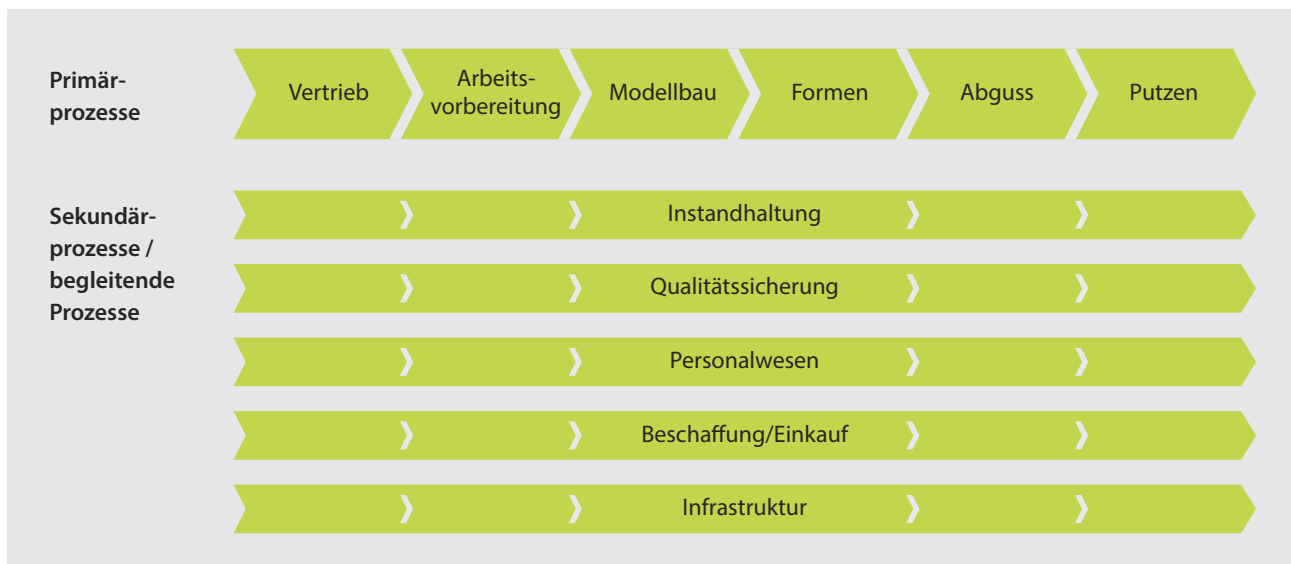 Primär-
prozesse
Vertrieb
Arbeits-
vorbereitung
Modellbau
Formen
Abguss
Putzen
Sekundär-
prozesse /
begleitende
Prozesse
Instandhaltung
Qualitätssicherung
Personalwesen
Beschaffung/Einkauf
Infrastruktur